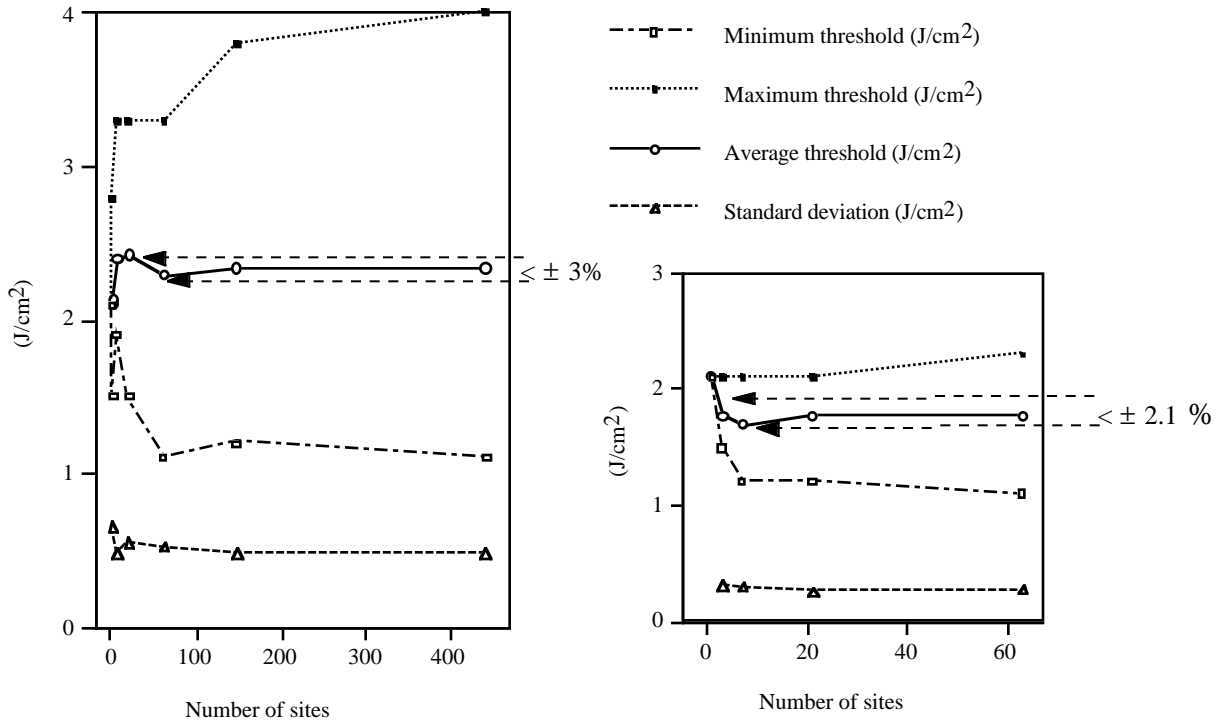 4
3
2
1
0
(J/cm2)
0 100 200 300 400
Number of sites
< ± 3%
Minimum threshold (J/cm2)
Maximum threshold (J/cm2)
Average threshold (J/cm2)
Standard deviation (J/cm2)
3
2
1
0
(J/cm2)
0 20 40 60
Number of sites
< ± 2.1 %